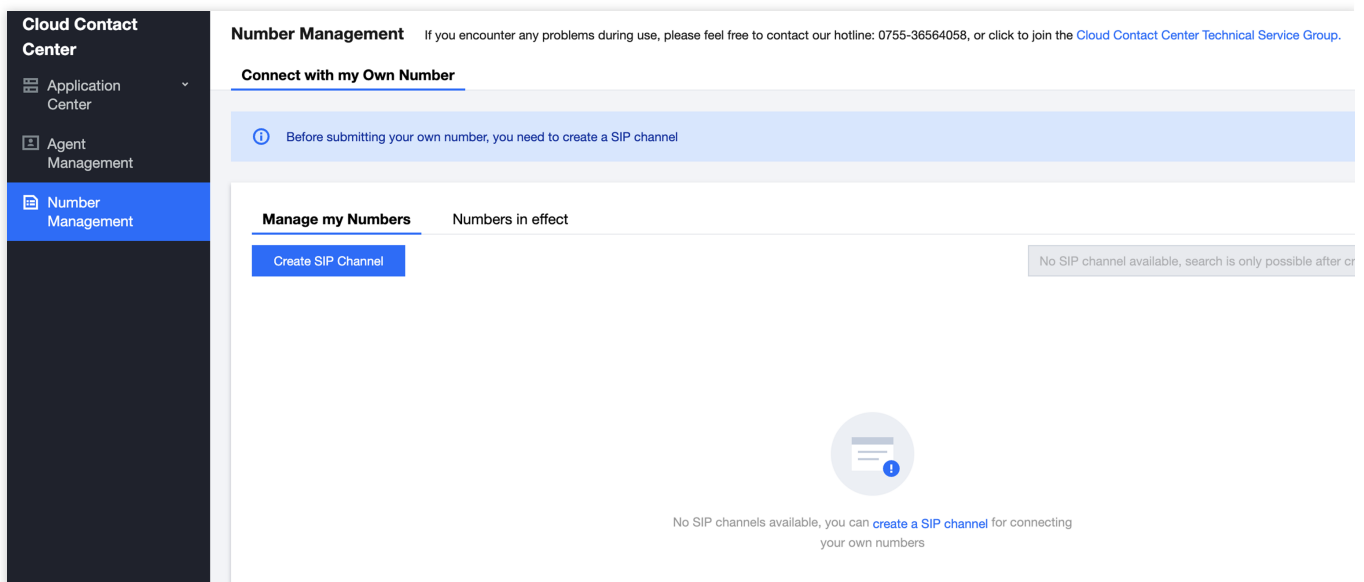 Cloud Contact
Center
Application
Center
Agent
Management
Number
Management
Number Management If you encounter any problems during use, please feel free to contact our hotline: 0755-36564058, or click to join the Cloud Contact Center Technical Service Group.
Connect with my Own Number
Before submitting your own number, you need to create a SIP channel
Manage my Numbers Numbers in effect
Create SIP Channel No SIP channel available, search is only possible after
No SIP channels available, you can create a SIP channel for connecting
your own numbers